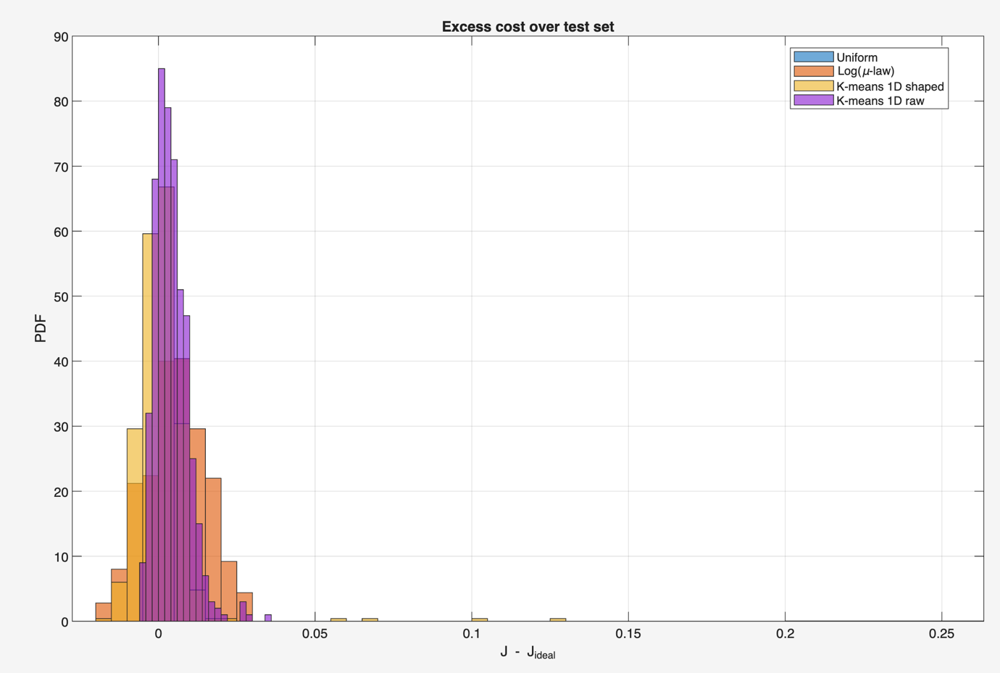 Excess cost over test set
90
80
70
60
50
40
30
20
10
0
PDF
Uniform
Log(μ-law)
K-means 1D shaped
K-means 1D raw
0 0.05 0.1 0.15 0.2 0.25
J - Jideal